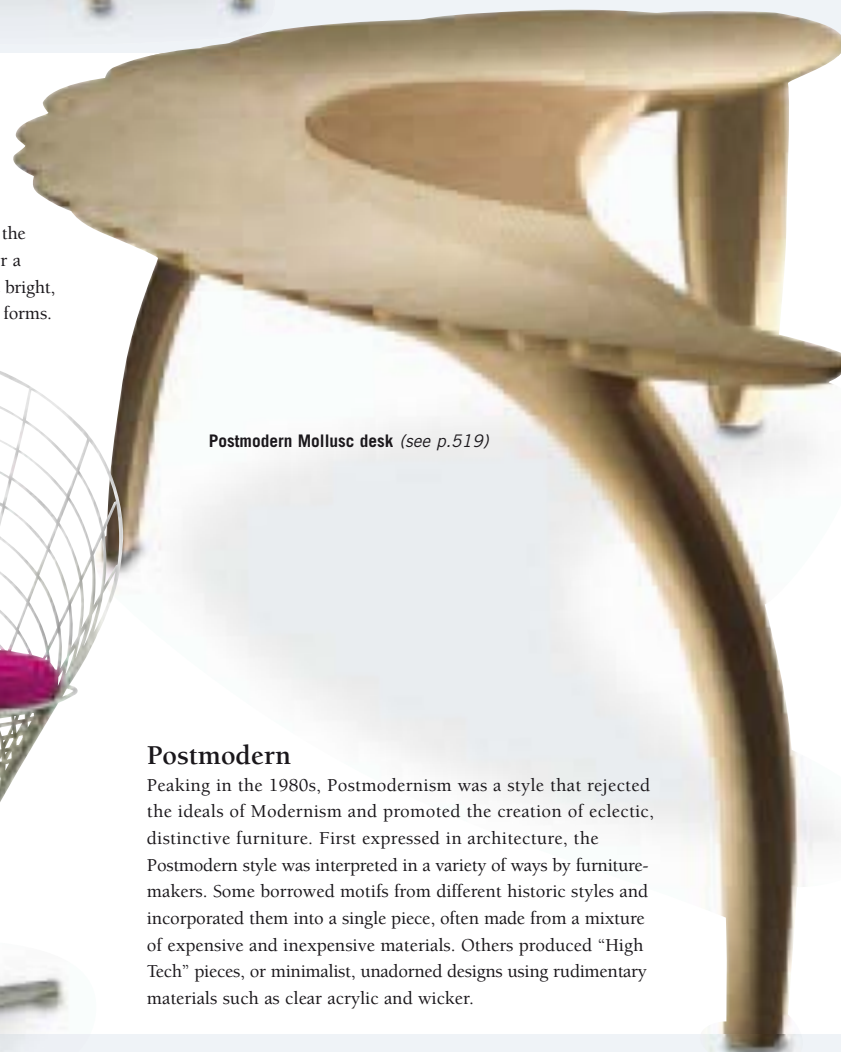 the
r a
bright,
forms.
Postmodern Mollusc desk (see p.519)
Postmodern
Peaking in the 1980s, Postmodernism was a style that rejected
the ideals of Modernism and promoted the creation of eclectic,
distinctive furniture. First expressed in architecture, the
Postmodern style was interpreted in a variety of ways by furniture-
makers. Some borrowed motifs from different historic styles and
incorporated them into a single piece, often made from a mixture
of expensive and inexpensive materials. Others produced “High
Tech” pieces, or minimalist, unadorned designs using rudimentary
materials such as clear acrylic and wicker.